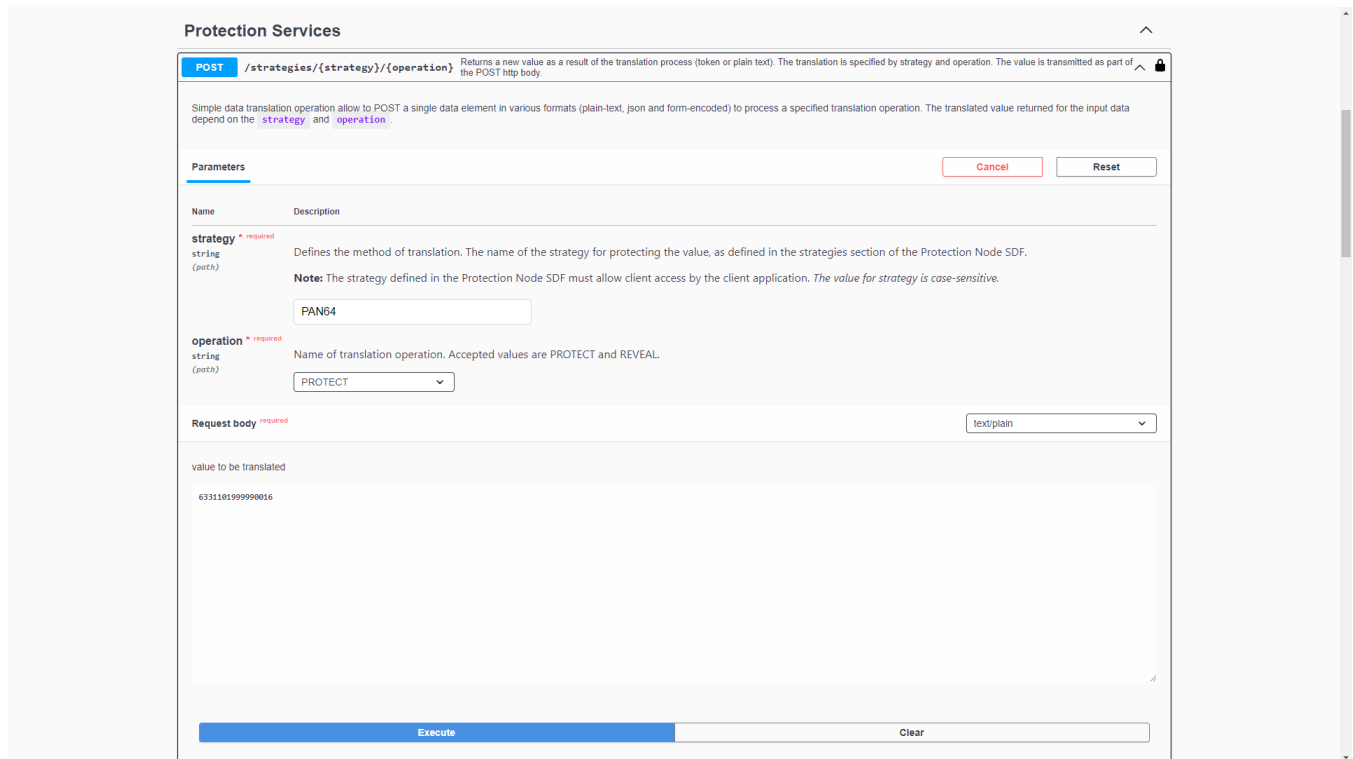 Protection Services
POST /strategies/{strategy}/{operation} Returns a new value as a result of the translation process (token or plain text). The translation is specified by strategy and operation. The value is transmitted as part of
the POST http body.
Simple data translation operation allow to POST a single data element in various formats (plain-text, json and form-encoded) to process a specified translation operation. The translated value returned for the input data
depend on the strategy and operation .
Parameters Cancel Reset
Name Description
strategy * required
string
(path)
Defines the method of translation. The name of the strategy for protecting the value, as defined in the strategies section of the Protection Node SDF.
Note: The strategy defined in the Protection Node SDF must allow client access by the client application. The value for strategy is case-sensitive.
PAN64
operation * required
string
(path)
Name of translation operation. Accepted values are PROTECT and REVEAL.
PROTECT
Request body required text/plain
value to be translated
6331101999990016
Execute Clear